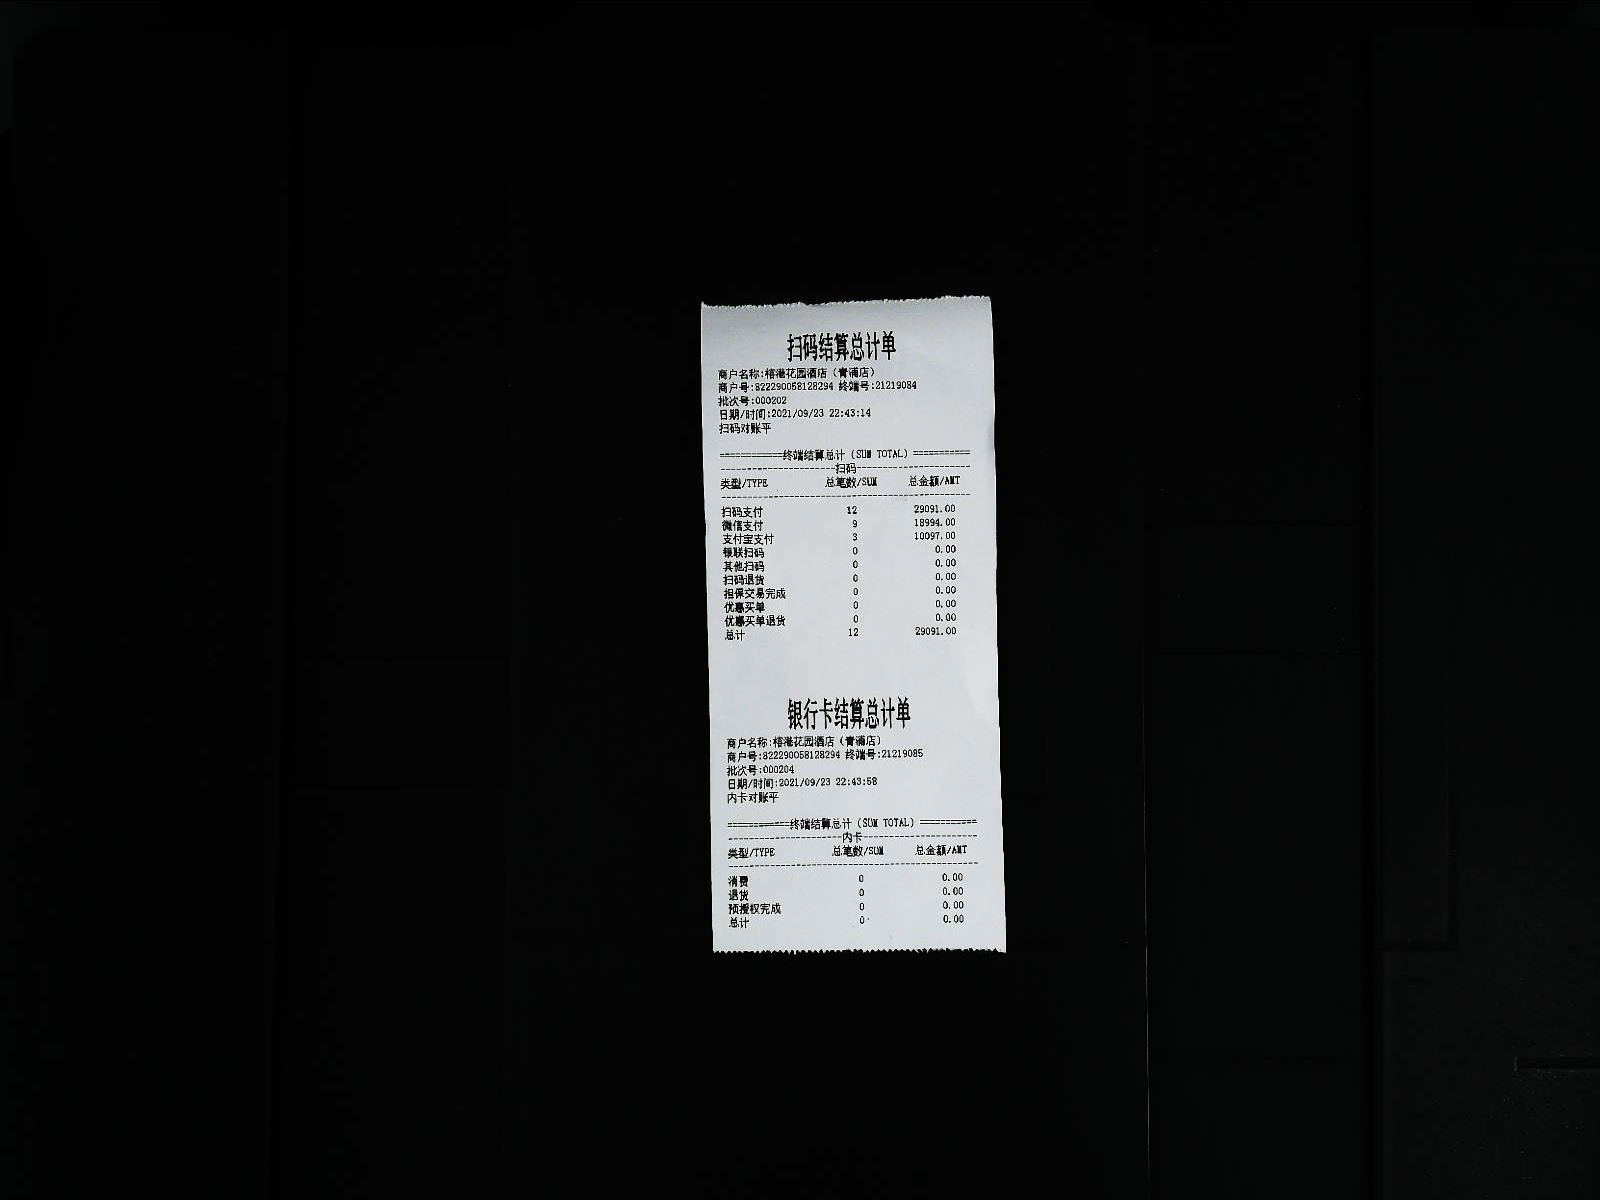 扫码结算总计单
商户名称:榕港花园酒店（青浦店）
商户号:822290058128294 终端号:21219084
批次号:000202
日期/时间:2021/09/23 22:43:14
扫码对账平
============终端结算总计（SUM TOTAL）===========
----------------------扫码----------------------
类型/TYPE 总笔数/SUM 总金额/AMT
------------------------------------------------
扫码支付 12 29091.00
微信支付 9 18994.00
支付宝支付 3 10097.00
银联扫码 0 0.00
其他扫码 0 0.00
扫码退货 0 0.00
担保交易完成 0 0.00
优惠买单 0 0.00
优惠买单退货 0 0.00
总计 12 29091.00
银行卡结算总计单
商户名称:榕港花园酒店（青浦店）
商户号:822290058128294 终端号:21219085
批次号:000204
日期/时间:2021/09/23 22:43:58
内卡对账平
============终端结算总计（SUM TOTAL）===========
----------------------内卡----------------------
类型/TYPE 总笔数/SUM 总金额/AMT
------------------------------------------------
消费 0 0.00
退货 0 0.00
预授权完成 0 0.00
总计 0 0.00